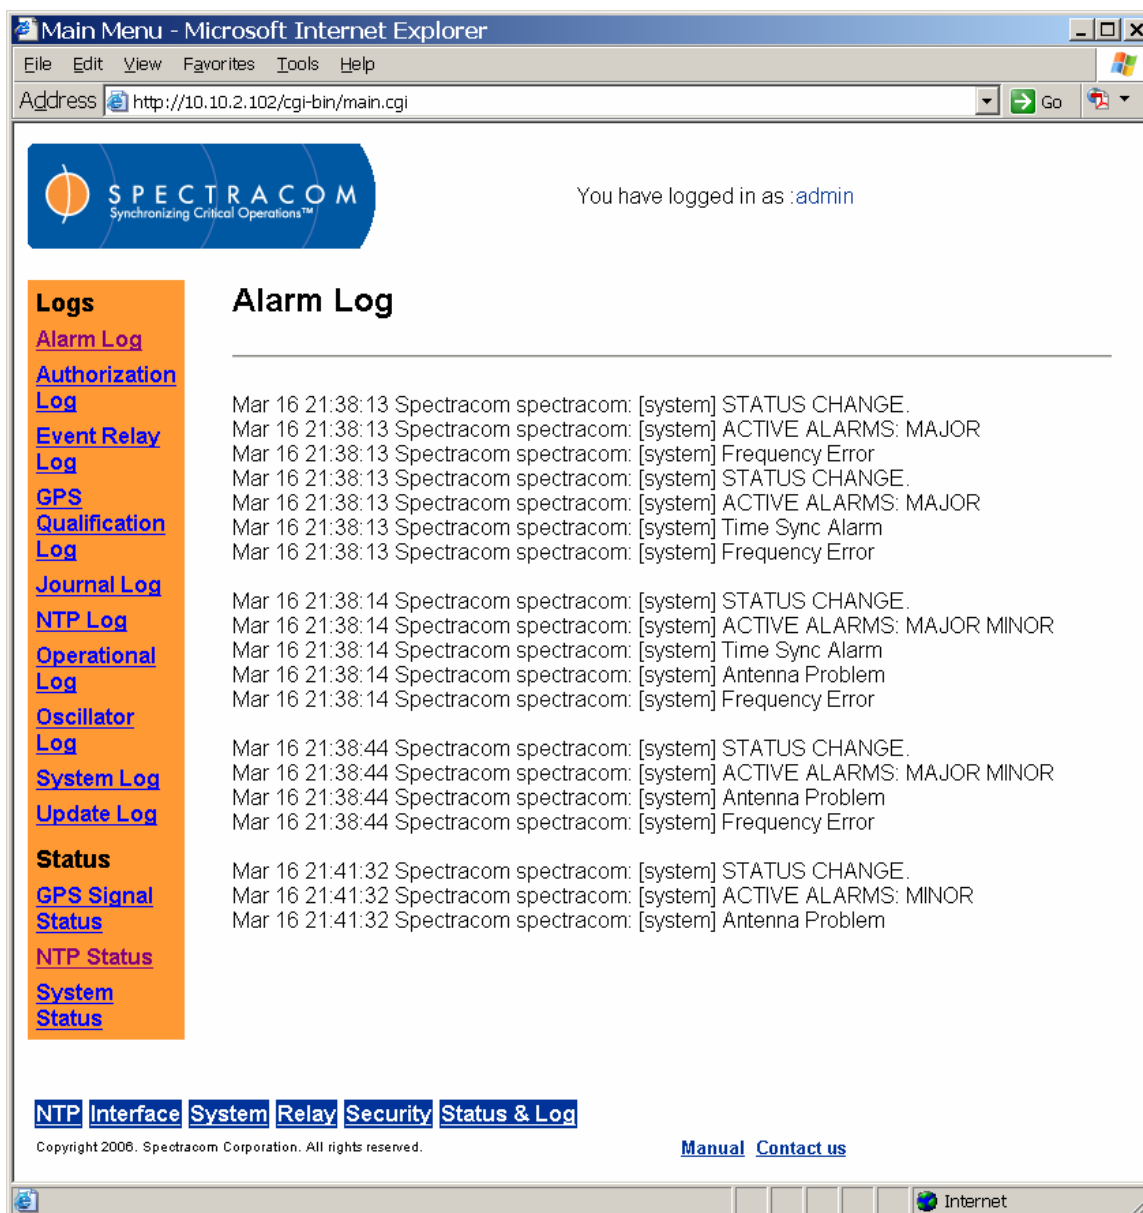 Main Menu - Microsoft Internet Explorer
File Edit View Favorites Tools Help
Address http://10.10.2.102/cgi-bin/main.cgi Go
SPECTRACOM
Synchronizing Critical Operations™
You have logged in as :admin
Logs
Alarm Log
Authorization
Log
Event Relay
Log
GPS
Qualification
Log
Journal Log
NTP Log
Operational
Log
Oscillator
Log
System Log
Update Log
Status
GPS Signal
Status
NTP Status
System
Status
Alarm Log
Mar 16 21:38:13 Spectracom spectracom: [system] STATUS CHANGE.
Mar 16 21:38:13 Spectracom spectracom: [system] ACTIVE ALARMS: MAJOR
Mar 16 21:38:13 Spectracom spectracom: [system] Frequency Error
Mar 16 21:38:13 Spectracom spectracom: [system] STATUS CHANGE.
Mar 16 21:38:13 Spectracom spectracom: [system] ACTIVE ALARMS: MAJOR
Mar 16 21:38:13 Spectracom spectracom: [system] Time Sync Alarm
Mar 16 21:38:13 Spectracom spectracom: [system] Frequency Error
Mar 16 21:38:14 Spectracom spectracom: [system] STATUS CHANGE.
Mar 16 21:38:14 Spectracom spectracom: [system] ACTIVE ALARMS: MAJOR MINOR
Mar 16 21:38:14 Spectracom spectracom: [system] Time Sync Alarm
Mar 16 21:38:14 Spectracom spectracom: [system] Antenna Problem
Mar 16 21:38:14 Spectracom spectracom: [system] Frequency Error
Mar 16 21:38:44 Spectracom spectracom: [system] STATUS CHANGE.
Mar 16 21:38:44 Spectracom spectracom: [system] ACTIVE ALARMS: MAJOR MINOR
Mar 16 21:38:44 Spectracom spectracom: [system] Antenna Problem
Mar 16 21:38:44 Spectracom spectracom: [system] Frequency Error
Mar 16 21:41:32 Spectracom spectracom: [system] STATUS CHANGE.
Mar 16 21:41:32 Spectracom spectracom: [system] ACTIVE ALARMS: MINOR
Mar 16 21:41:32 Spectracom spectracom: [system] Antenna Problem
NTP Interface System Relay Security Status & Log
Copyright 2006. Spectracom Corporation. All rights reserved.
Manual Contact us
Internet